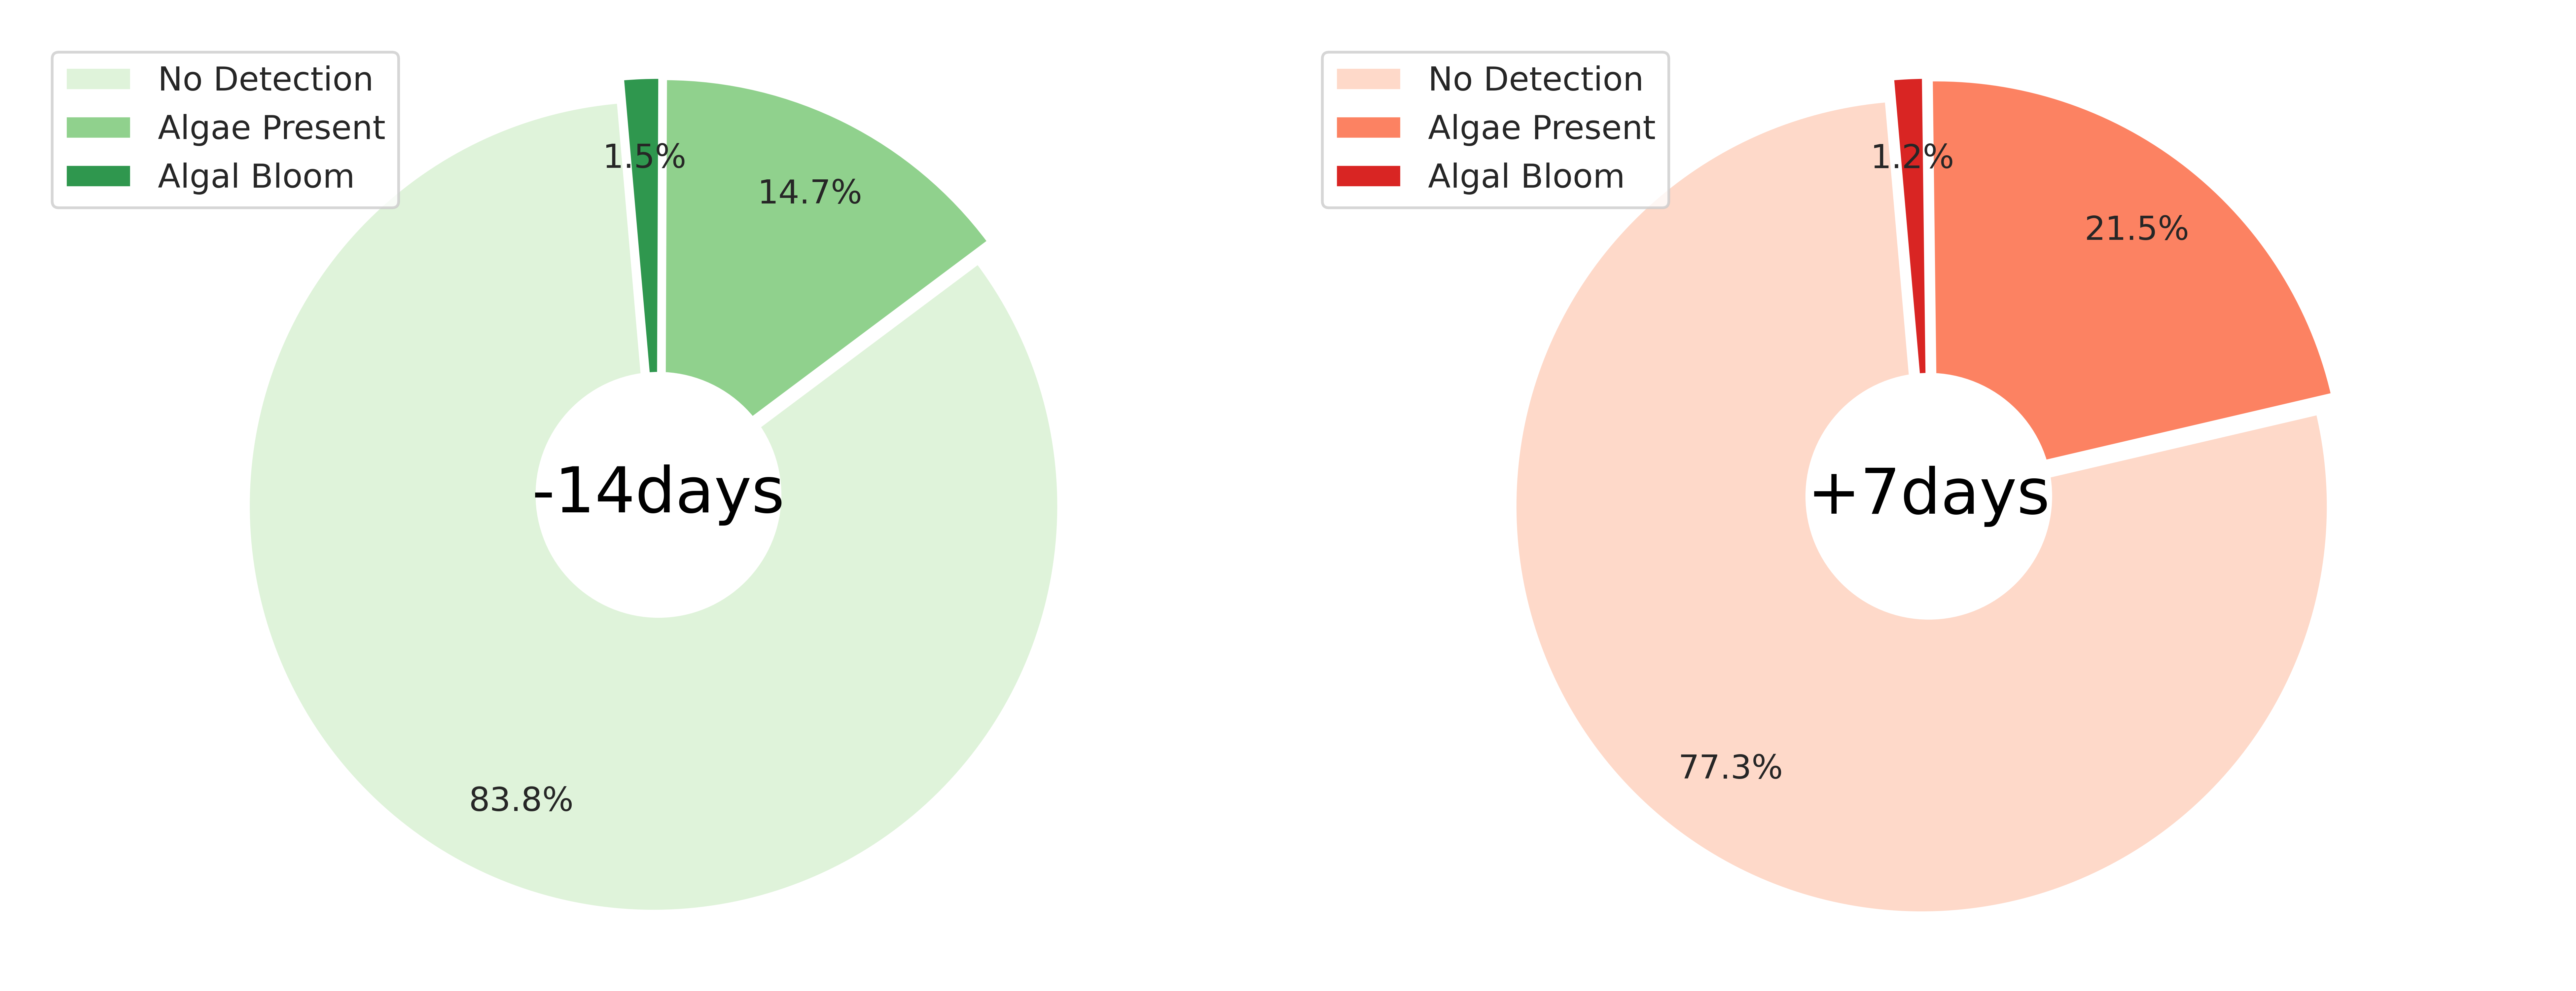 No Detection
Algae Present
Algal Bloom
1.5%
14.7%
-14days
83.8%
No Detection
Algae Present
Algal Bloom
1.2%
21.5%
+7days
77.3%